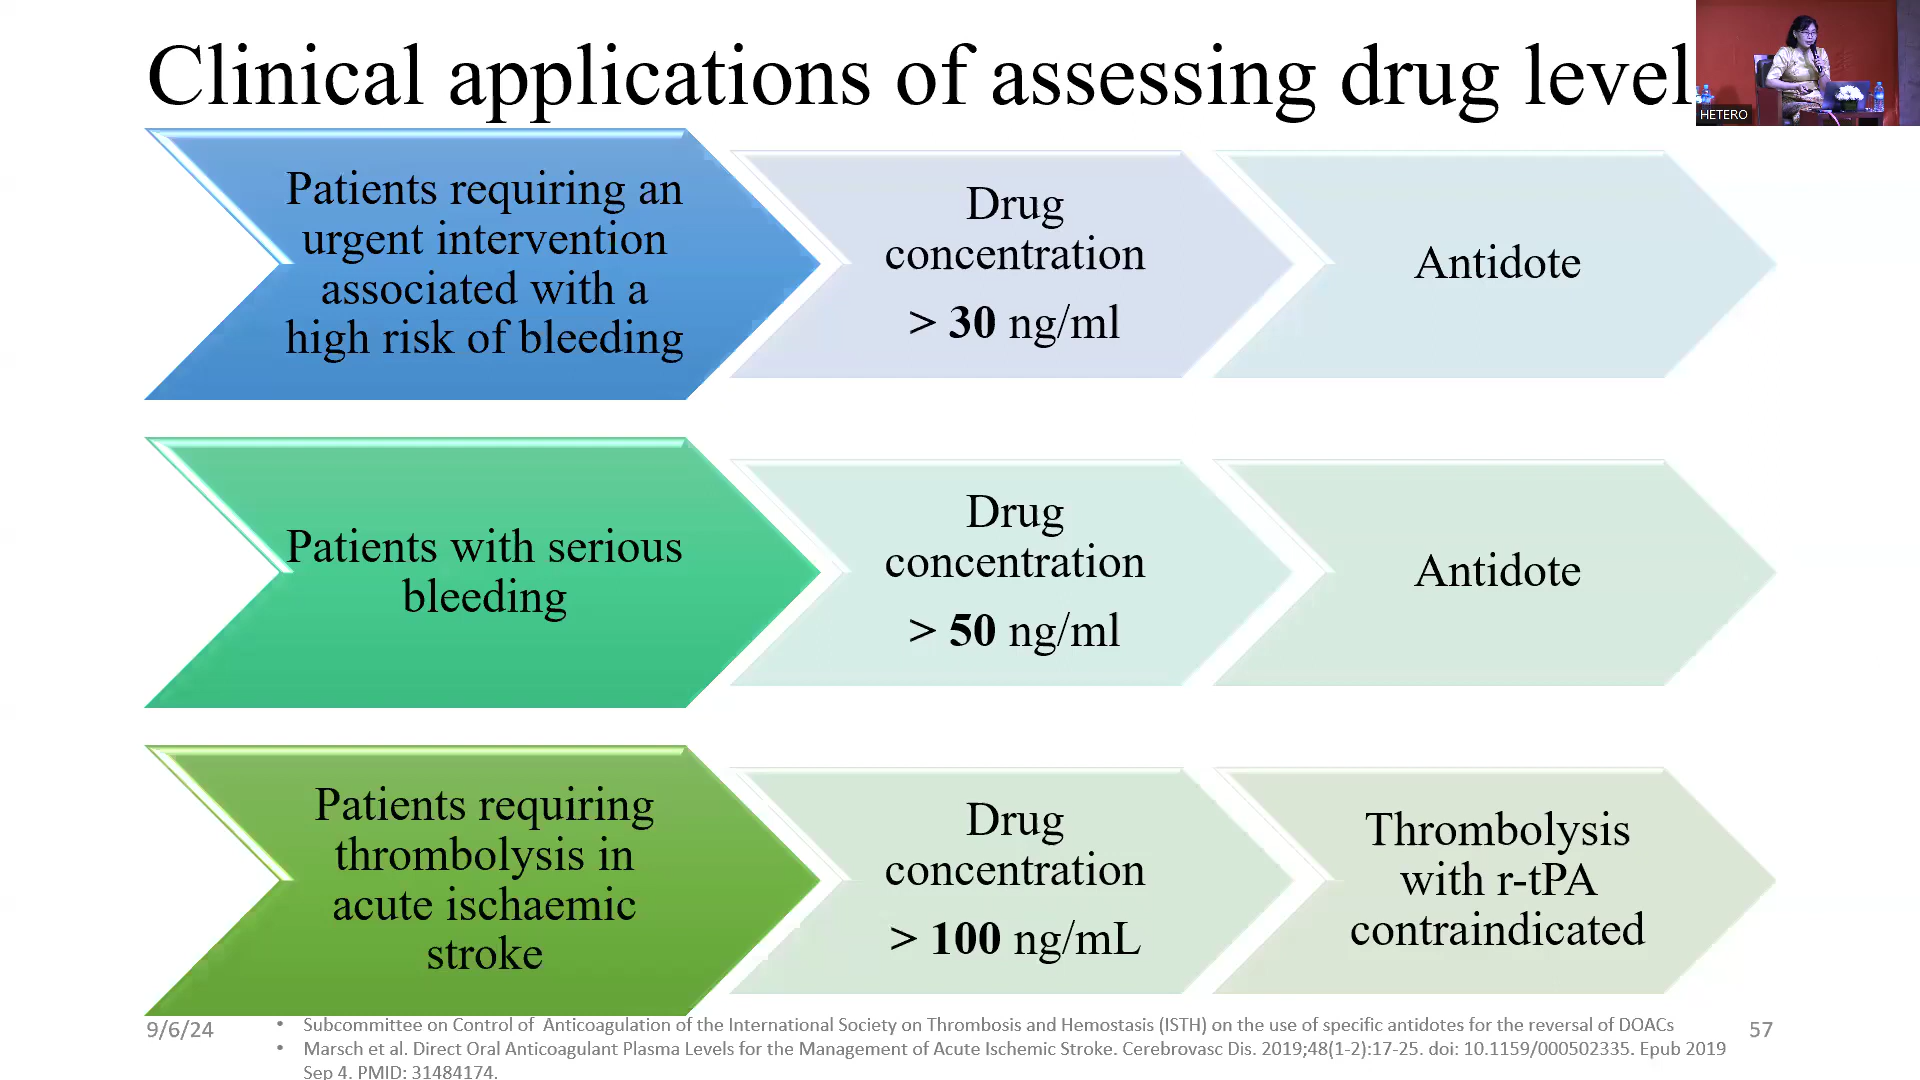 Clinical applications of assessing drug level
HETERO
Patients requiring an
urgent intervention
associated with a
high risk of bleeding
Drug
concentration
> 30 ng/ml
Antidote
Patients with serious
bleeding
Drug
concentration
> 50 ng/ml
Antidote
Patients requiring
thrombolysis in
acute ischaemic
stroke
Drug
concentration
> 100 ng/mL
Thrombolysis
with r-tPA
contraindicated
9/6/24
• Subcommittee on Control of Anticoagulation of the International Society on Thrombosis and Hemostasis (ISTH) on the use of specific antidotes for the reversal of DOACs
• Marsch et al. Direct Oral Anticoagulant Plasma Levels for the Management of Acute Ischemic Stroke. Cerebrovasc Dis. 2019;48(1-2):17-25. doi: 10.1159/000502335. Epub 2019
Sep 4. PMID: 31484174.
57